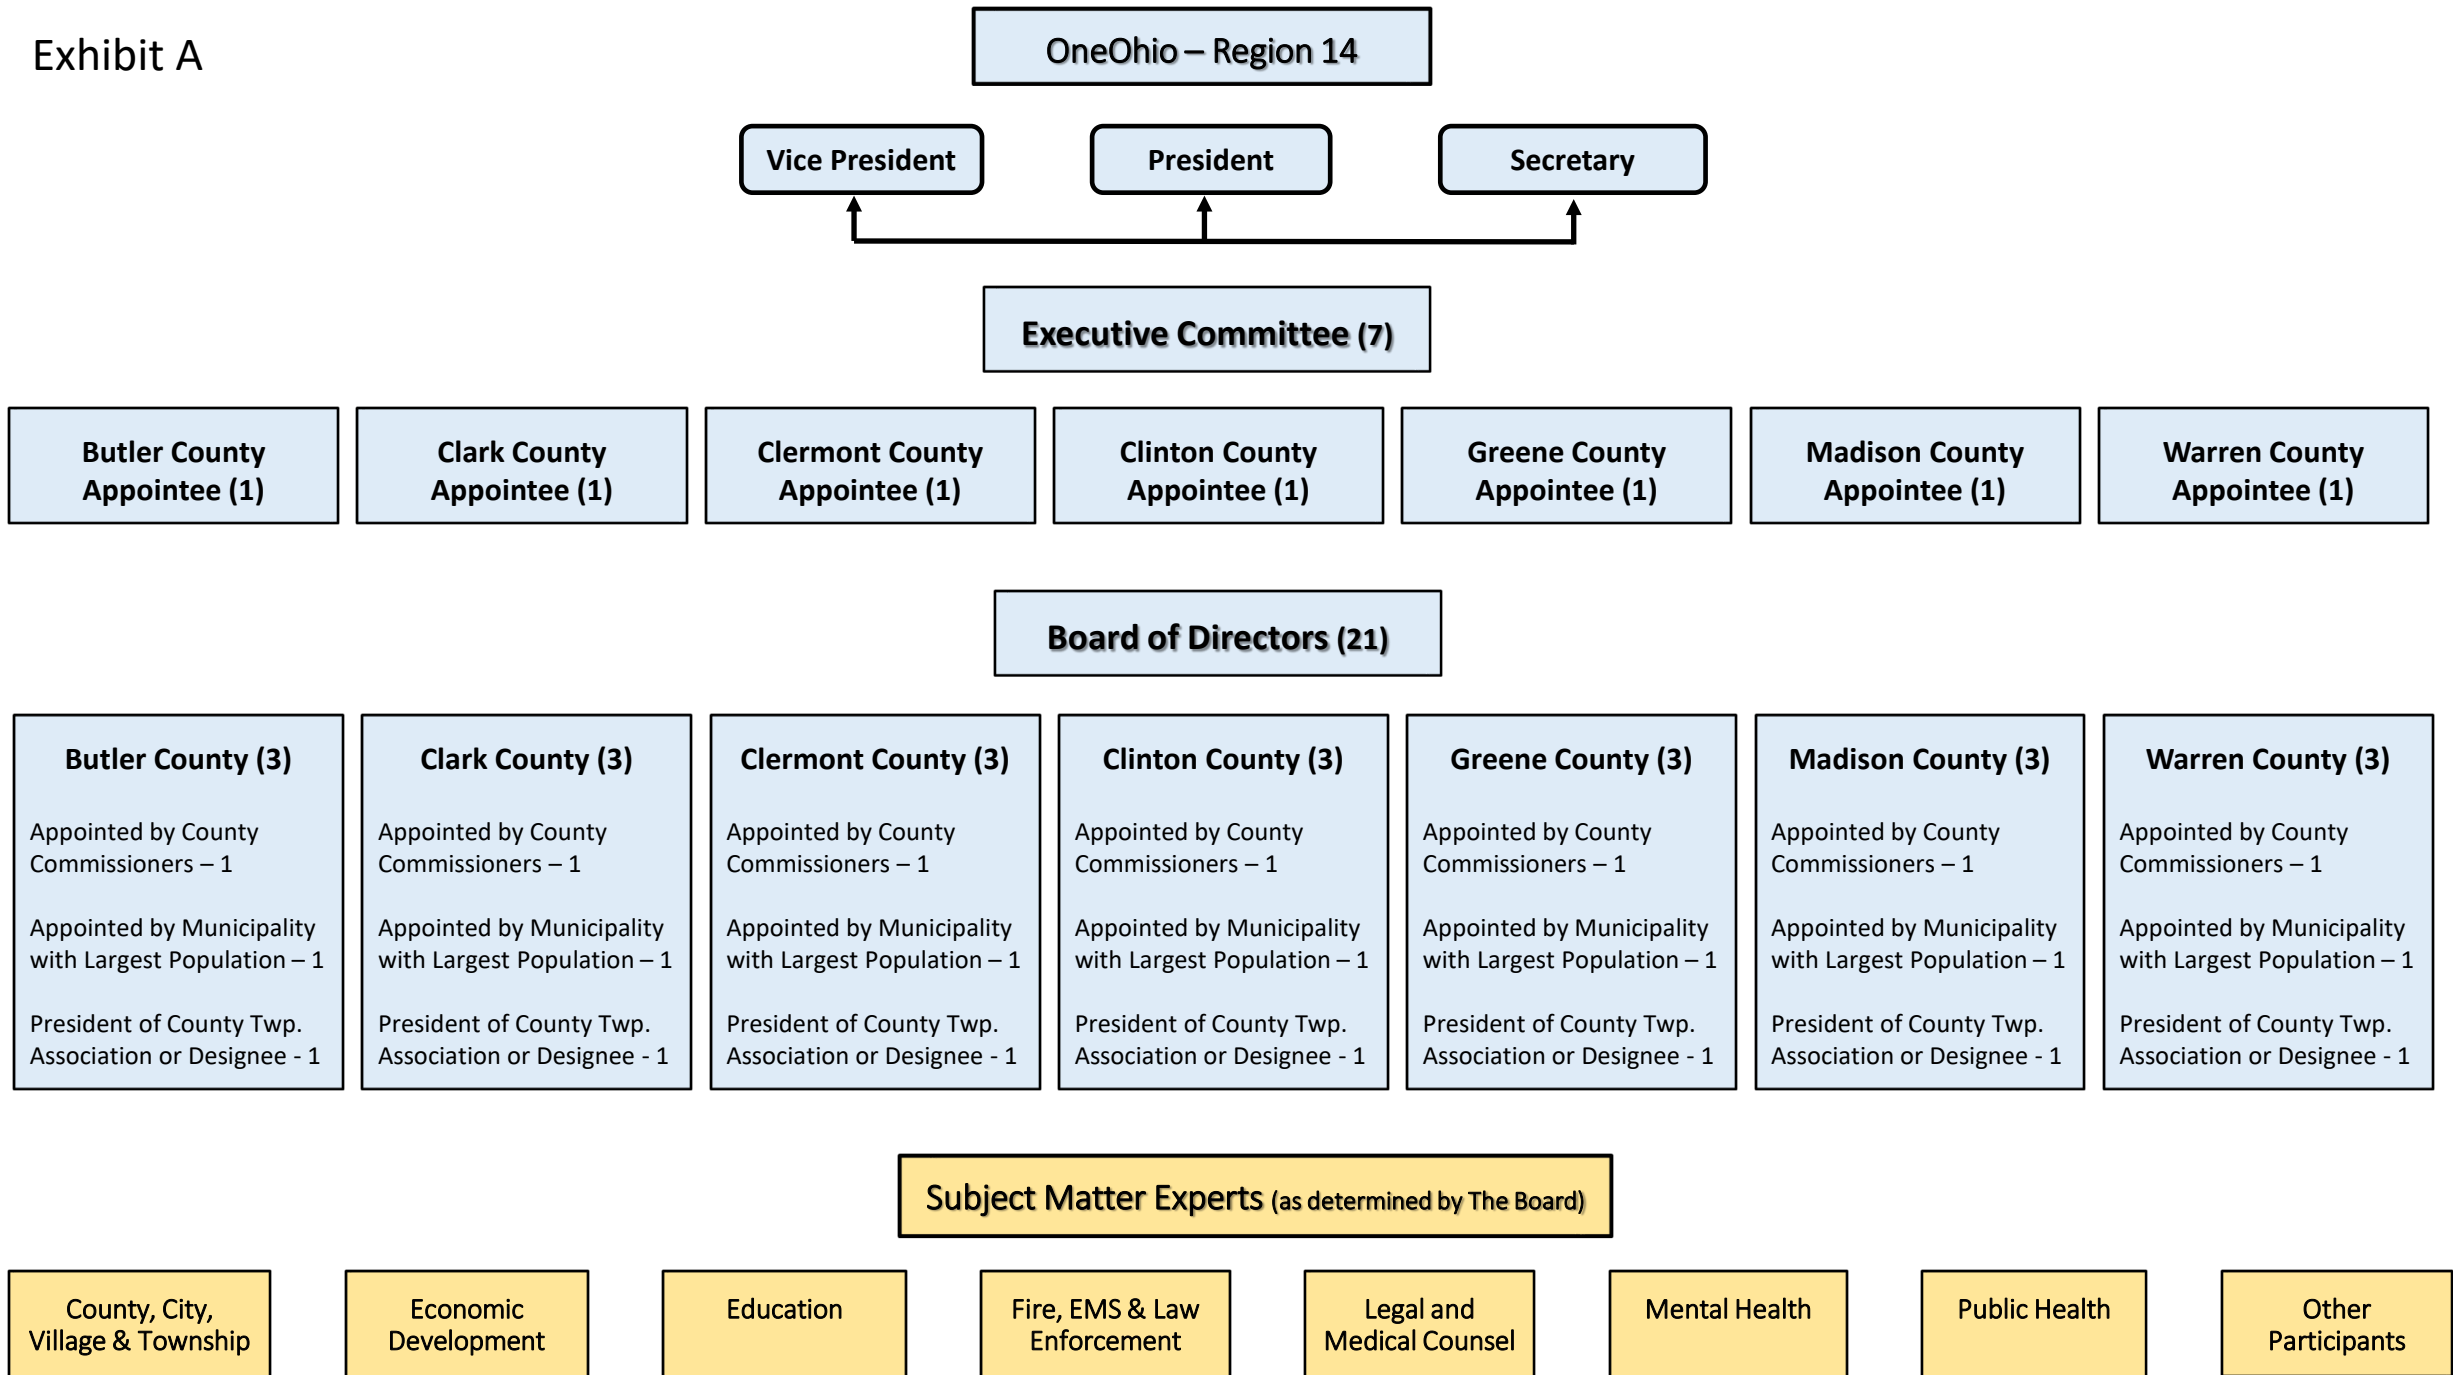 Exhibit A
OneOhio – Region 14
Vice President
President
Secretary
Executive Committee (7)
Butler County
Appointee (1)
Clark County
Appointee (1)
Clermont County
Appointee (1)
Clinton County
Appointee (1)
Greene County
Appointee (1)
Madison County
Appointee (1)
Warren County
Appointee (1)
Board of Directors (21)
Butler County (3)
Appointed by County
Commissioners – 1
Appointed by Municipality
with Largest Population – 1
President of County Twp.
Association or Designee - 1
Clark County (3)
Appointed by County
Commissioners – 1
Appointed by Municipality
with Largest Population – 1
President of County Twp.
Association or Designee - 1
Clermont County (3)
Appointed by County
Commissioners – 1
Appointed by Municipality
with Largest Population – 1
President of County Twp.
Association or Designee - 1
Clinton County (3)
Appointed by County
Commissioners – 1
Appointed by Municipality
with Largest Population – 1
President of County Twp.
Association or Designee - 1
Greene County (3)
Appointed by County
Commissioners – 1
Appointed by Municipality
with Largest Population – 1
President of County Twp.
Association or Designee - 1
Madison County (3)
Appointed by County
Commissioners – 1
Appointed by Municipality
with Largest Population – 1
President of County Twp.
Association or Designee - 1
Warren County (3)
Appointed by County
Commissioners – 1
Appointed by Municipality
with Largest Population – 1
President of County Twp.
Association or Designee - 1
Subject Matter Experts (as determined by The Board)
County, City,
Village & Township
Economic
Development
Education
Fire, EMS & Law
Enforcement
Legal and
Medical Counsel
Mental Health
Public Health
Other
Participants